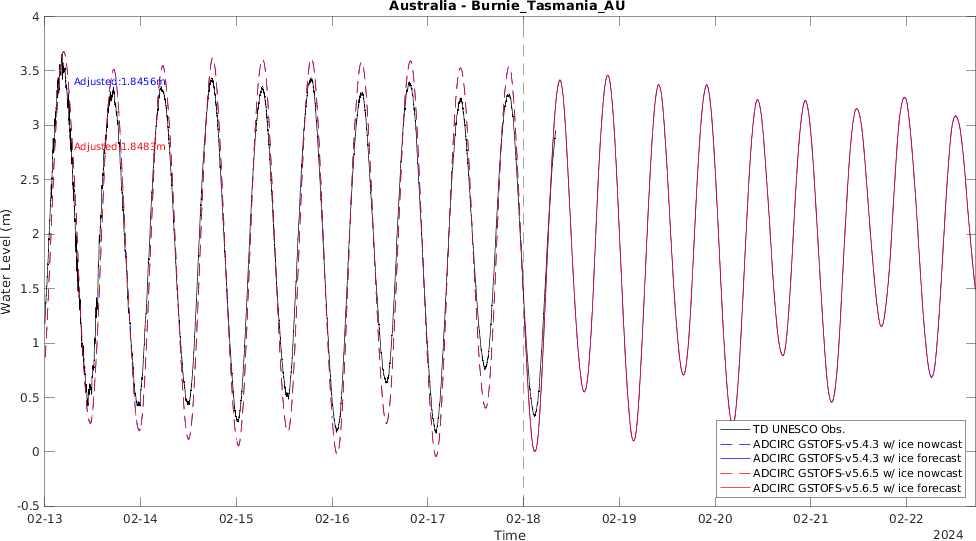 Australia - Burnie_Tasmania_AU
4
3.5
3
2.5
2
1.5
1
0.5
0
-0.5
Water Level (m)
Adjusted:1.8456m
Adjusted:1.8483m
TD UNESCO Obs.
ADCIRC GSTOFS-v5.4.3 w/ ice nowcast
ADCIRC GSTOFS-v5.4.3 w/ ice forecast
ADCIRC GSTOFS-v5.6.5 w/ ice nowcast
ADCIRC GSTOFS-v5.6.5 w/ ice forecast
02-13 02-14 02-15 02-16 02-17 02-18 02-19 02-20 02-21 02-22
Time
2024